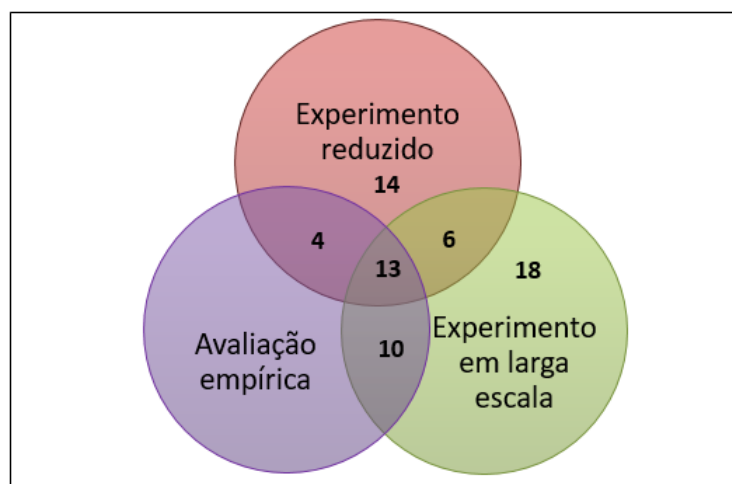 Experimento
reduzido
14
4
6
13
18
Avaliação
empírica
10
Experimento
em larga
escala